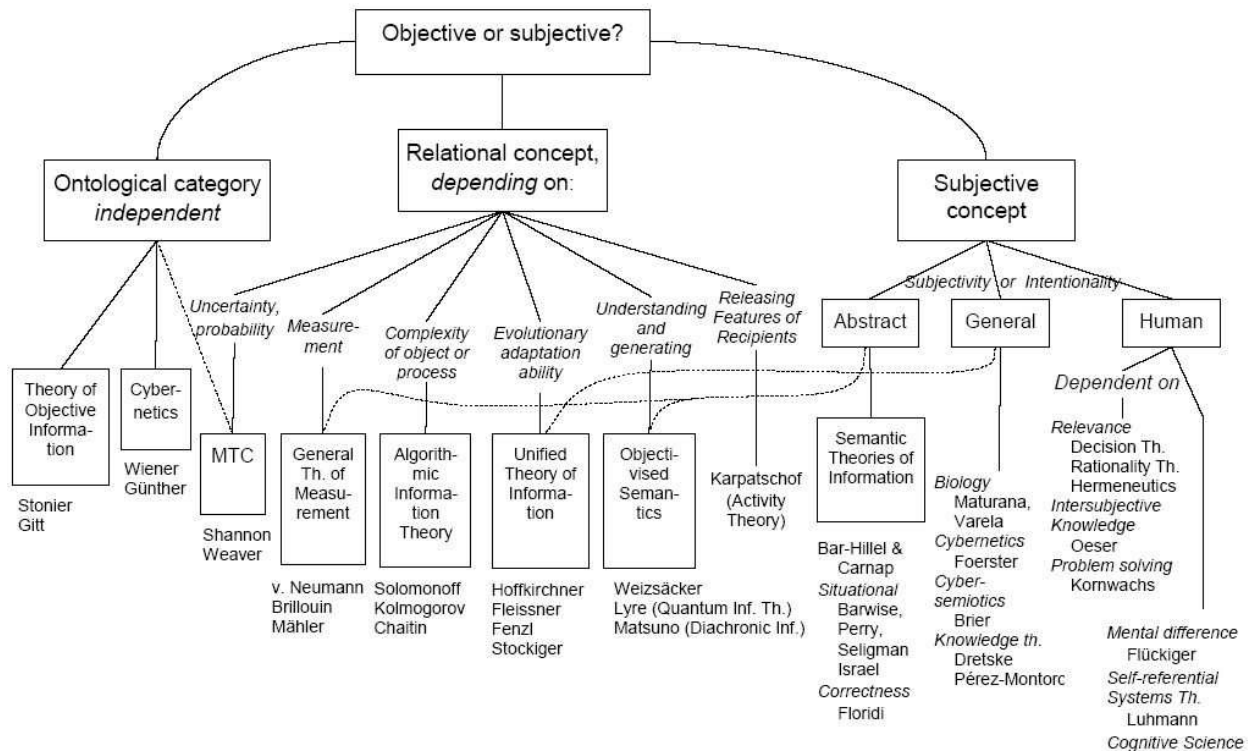 Objective or subjective?
Ontological category
independent
Relational concept,
depending on:
Subjective
concept
Uncertainty,
probability
Measure-
ment
Complexity
of object or
process
Evolutionary
adaptation
ability
Understanding
and
generating
Releasing
Features of
Recipients
Subjectivity or Intentionality
Abstract
General
Human
Dependent on
Theory of
Objective
Informa-
tion
Stonier
Gitt
Cyber-
netics
Wiener
Günther
MTC
Shannon
Weaver
General
Th. of
Measu-
rement
v. Neumann
Brillouin
Mähler
Algorith-
mic
Information
Theory
Solomonoff
Kolmogorov
Chaitin
Unified
Theory of
Informa-
tion
Hoffkirchner
Fleissner
Fenzl
Stockiger
Objecti-
vised
Seman-
tics
Weizsäcker
Lyre (Quantum Inf. Th.)
Matsuno (Diachronic Inf.)
Karpatschof
(Activity
Theory)
Semantic
Theories of
Information
Bar-Hillel &
Carnap
Situational
Barwise,
Perry,
Seligman
Israel
Correctness
Floridi
Biology
Maturana,
Varela
Cybernetics
Foerster
Cyber-
semiotics
Brier
Knowledge th.
Dretske
Pérez-Montoro
Relevance
Decision Th.
Rationality Th.
Hermeneutics
Intersubjective
Knowledge
Oeser
Problem solving
Kornwachs
Mental difference
Flückiger
Self-referential
Systems Th.
Luhmann
Cognitive Science